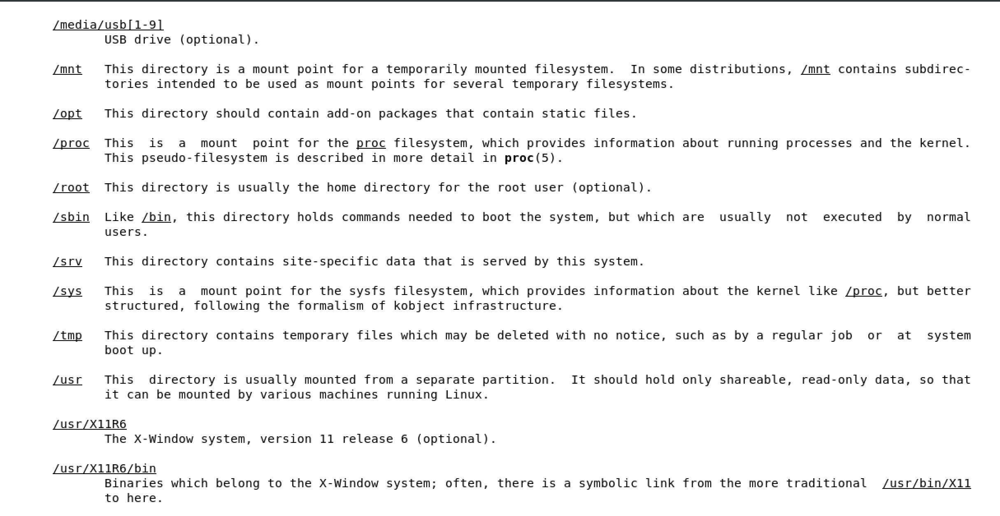 /media/usb[1-9]
USB drive (optional).
/mnt This directory is a mount point for a temporarily mounted filesystem. In some distributions, /mnt contains subdirec-
tories intended to be used as mount points for several temporary filesystems.
/opt This directory should contain add-on packages that contain static files.
/proc This is a mount point for the proc filesystem, which provides information about running processes and the kernel.
This pseudo-filesystem is described in more detail in proc(5).
/root This directory is usually the home directory for the root user (optional).
/sbin Like /bin, this directory holds commands needed to boot the system, but which are usually not executed by normal
users.
/srv This directory contains site-specific data that is served by this system.
/sys This is a mount point for the sysfs filesystem, which provides information about the kernel like /proc, but better
structured, following the formalism of kobject infrastructure.
/tmp This directory contains temporary files which may be deleted with no notice, such as by a regular job or at system
boot up.
/usr This directory is usually mounted from a separate partition. It should hold only shareable, read-only data, so that
it can be mounted by various machines running Linux.
/usr/X11R6
The X-Window system, version 11 release 6 (optional).
/usr/X11R6/bin
Binaries which belong to the X-Window system; often, there is a symbolic link from the more traditional /usr/bin/X11
to here.